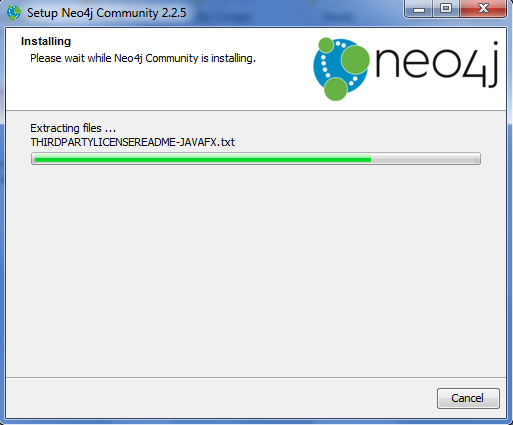 Setup Neo4j Community 2.2.5
Installing
Please wait while Neo4j Community is installing.
neo4j
Extracting files ...
THIRDPARTYLICENSEREADME-JAVAFX.txt
Cancel